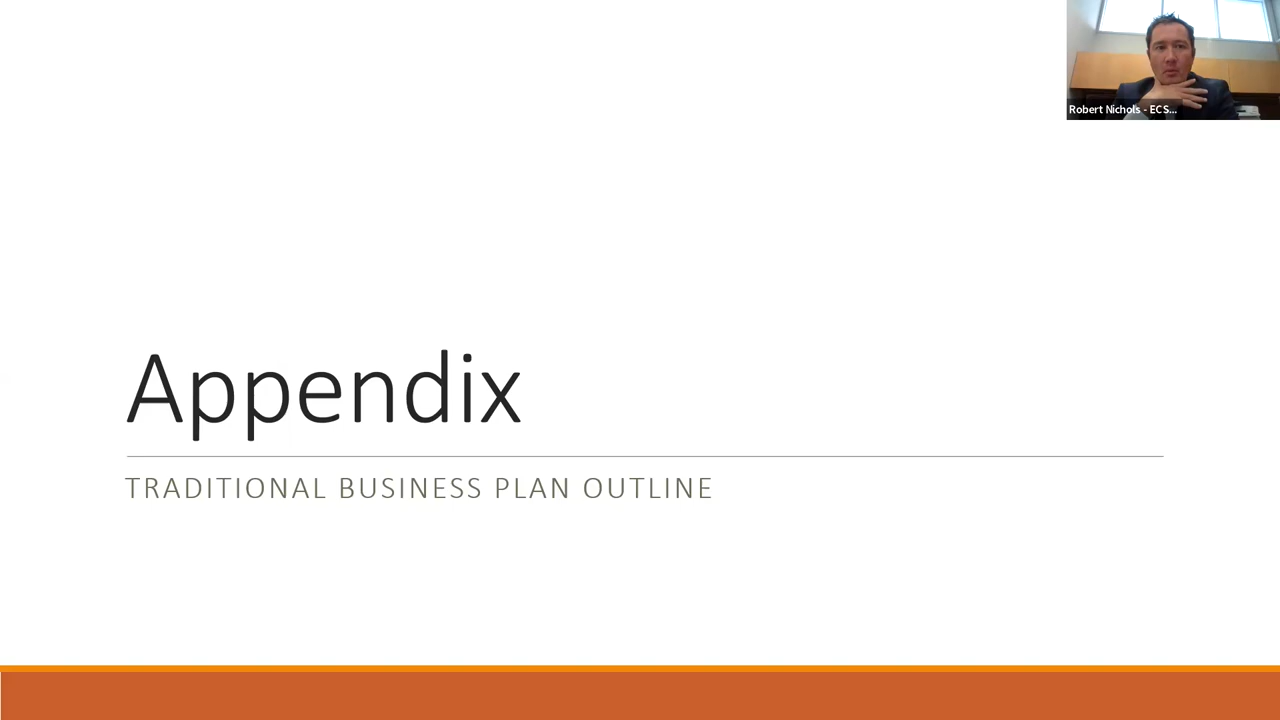 Robert Nichols - ECS...
Appendix
TRADITIONAL BUSINESS PLAN OUTLINE